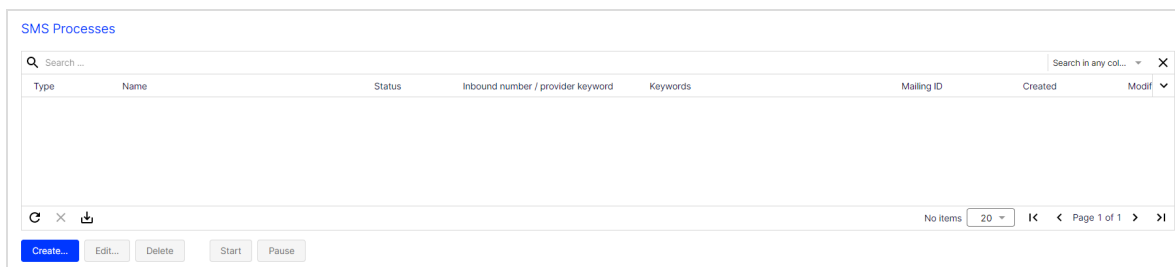 SMS Processes
Search ...
Search in any col...
Type Name Status Inbound number / provider keyword Keywords Mailing ID Created Modif
No items 20 Page 1 of 1
Create... Edit... Delete Start Pause